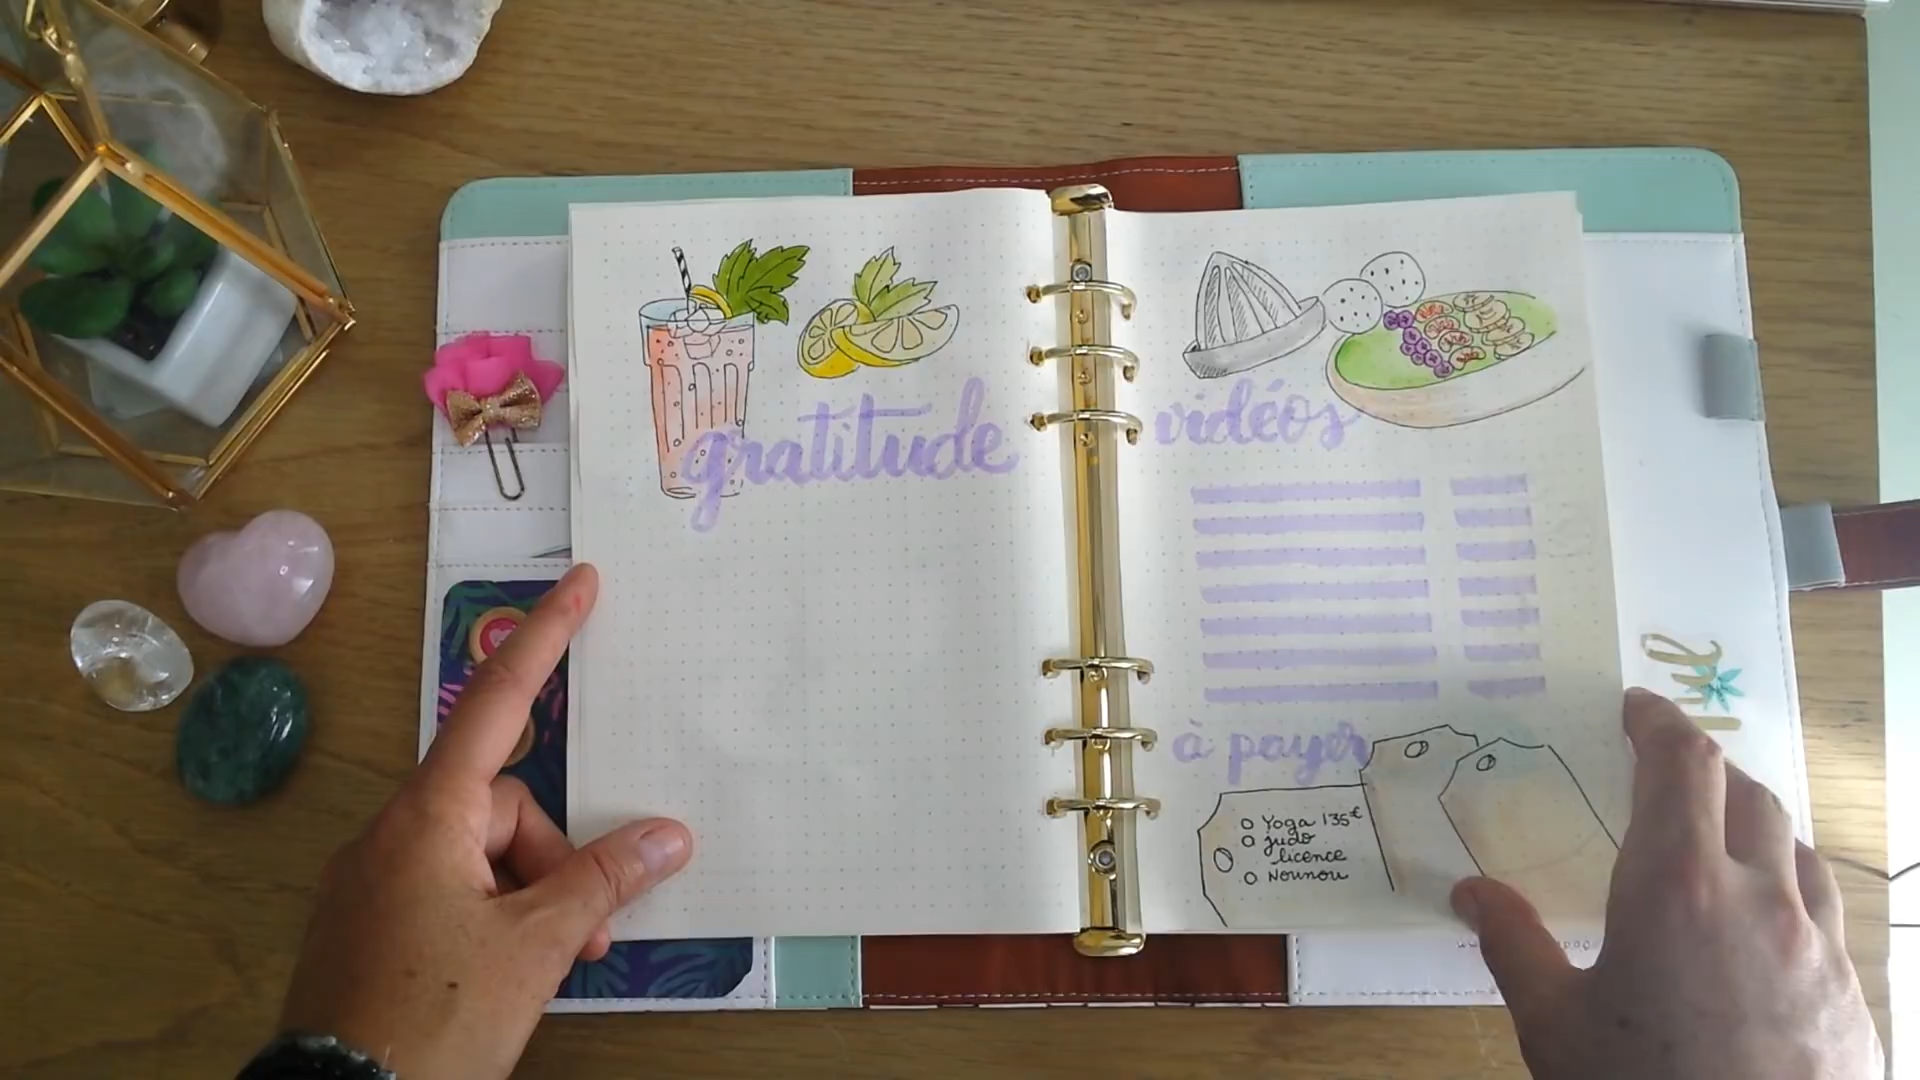 gratitude
vidéos
à payer
Yoga 135€
judo
licence
Nounou